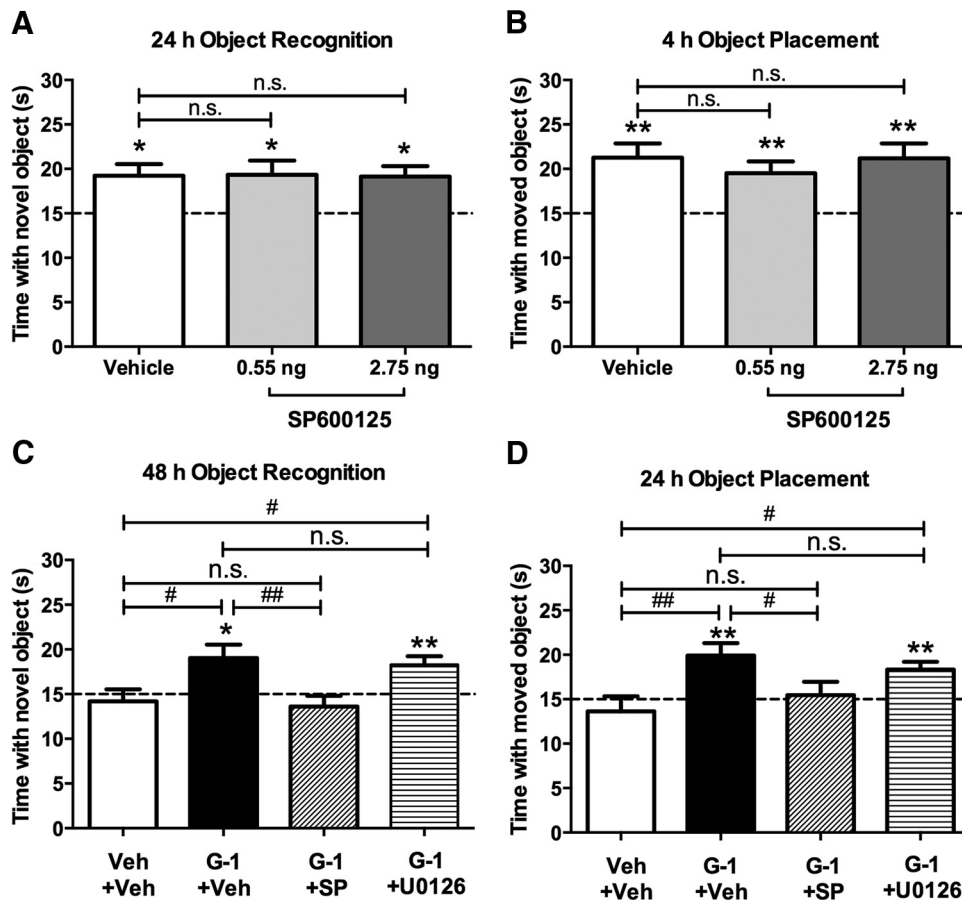 A
24 h Object Recognition
Time with novel object (s)
30
25
20
15
10
5
0
n.s.
n.s.
*
*
*
Vehicle
0.55 ng
2.75 ng
SP600125
B
4 h Object Placement
Time with moved object (s)
30
25
20
15
10
5
0
n.s.
n.s.
**
**
**
Vehicle
0.55 ng
2.75 ng
SP600125
C
48 h Object Recognition
Time with novel object (s)
30
25
20
15
10
5
0
#
n.s.
n.s.
#
##
*
**
Veh
+Veh
G-1
+Veh
G-1
+SP
G-1
+U0126
D
24 h Object Placement
Time with moved object (s)
30
25
20
15
10
5
0
#
n.s.
n.s.
##
#
**
**
Veh
+Veh
G-1
+Veh
G-1
+SP
G-1
+U0126